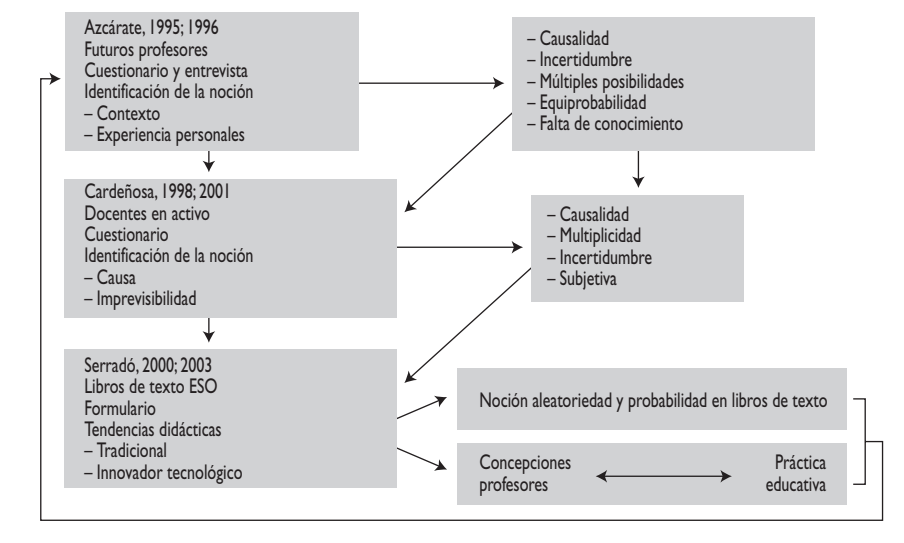 Azcárate, 1995; 1996
Futuros profesores
Cuestionario y entrevista
Identificación de la noción
– Contexto
– Experiencia personales
– Causalidad
– Incertidumbre
– Múltiples posibilidades
– Equiprobabilidad
– Falta de conocimiento
Cardeñosa, 1998; 2001
Docentes en activo
Cuestionario
Identificación de la noción
– Causa
– Imprevisibilidad
– Causalidad
– Multiplicidad
– Incertidumbre
– Subjetiva
Serradó, 2000; 2003
Libros de texto ESO
Formulario
Tendencias didácticas
– Tradicional
– Innovador tecnológico
Noción aleatoriedad y probabilidad en libros de texto
Concepciones
profesores
Práctica
educativa